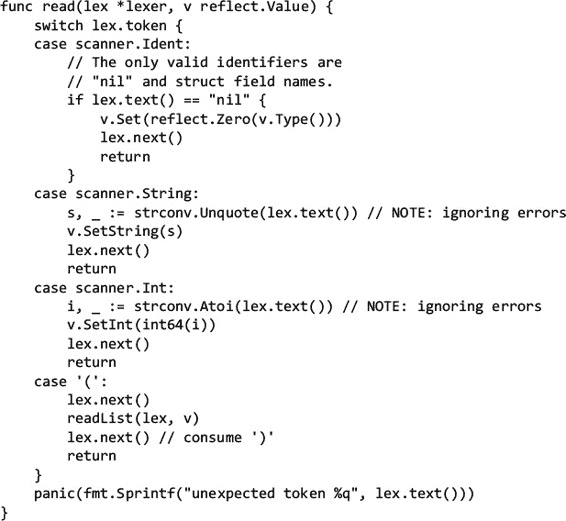 func read(lex *lexer, v reflect.Value) {
    switch lex.token {
    case scanner.Ident:
        // The only valid identifiers are
        // "nil" and struct field names.
        if lex.text() == "nil" {
            v.Set(reflect.Zero(v.Type()))
            lex.next()
            return
        }
    case scanner.String:
        s, _ := strconv.Unquote(lex.text()) // NOTE: ignoring errors
        v.SetString(s)
        lex.next()
        return
    case scanner.Int:
        i, _ := strconv.Atoi(lex.text()) // NOTE: ignoring errors
        v.SetInt(int64(i))
        lex.next()
        return
    case '(':
        lex.next()
        readList(lex, v)
        lex.next() // consume ')'
        return
    }
    panic(fmt.Sprintf("unexpected token %q", lex.text()))
}